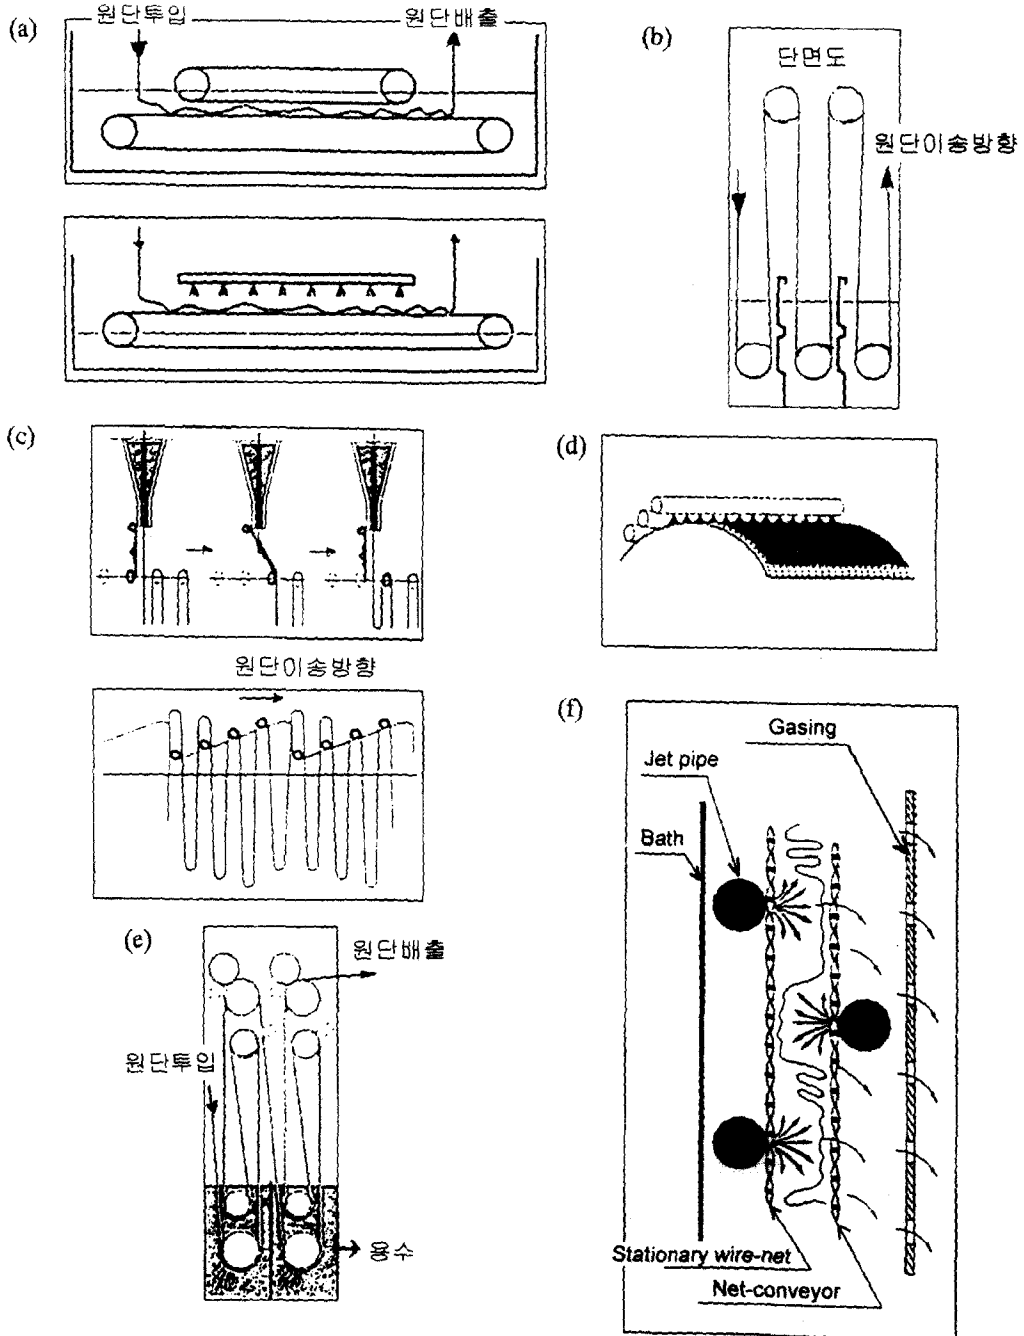 (a)
원단투입
원단배출
(b)
단면도
원단이송방향
(c)
원단이송방향
(d)
(e)
원단배출
원단투입
용수
(f)
Gasing
Jet pipe
Bath
Stationary wire-net
Net-conveyor